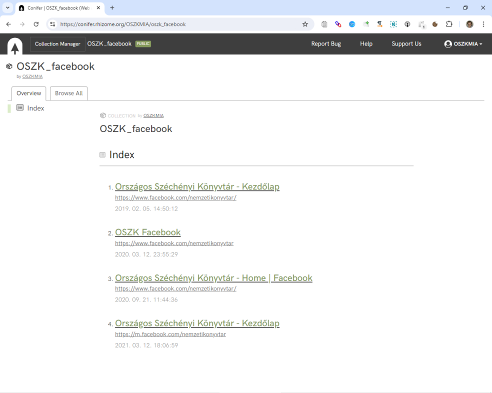 Conifer | OSZK_facebook (Web
https://conifer.rhizome.org/OSZKMIA/oszk_facebook
Collection Manager OSZK_facebook PUBLIC Report Bug Help Support Us OSZKMIA
OSZK_facebook
by OSZKMIA
Overview Browse All
Index
COLLECTION BY OSZKMIA
OSZK_facebook
Index
1. Országos Széchényi Könyvtár - Kezdőlap
https://www.facebook.com/nemzetikonyvtar/
2019. 02. 05. 14:50:12
2. OSZK Facebook
https://www.facebook.com/nemzetikonyvtar
2020. 03. 12. 23:55:29
3. Országos Széchényi Könyvtár - Home | Facebook
https://www.facebook.com/nemzetikonyvtar/
2020. 09. 21. 11:44:36
4. Országos Széchényi Könyvtár - Kezdőlap
https://m.facebook.com/nemzetikonyvtar
2021. 03. 12. 18:06:59